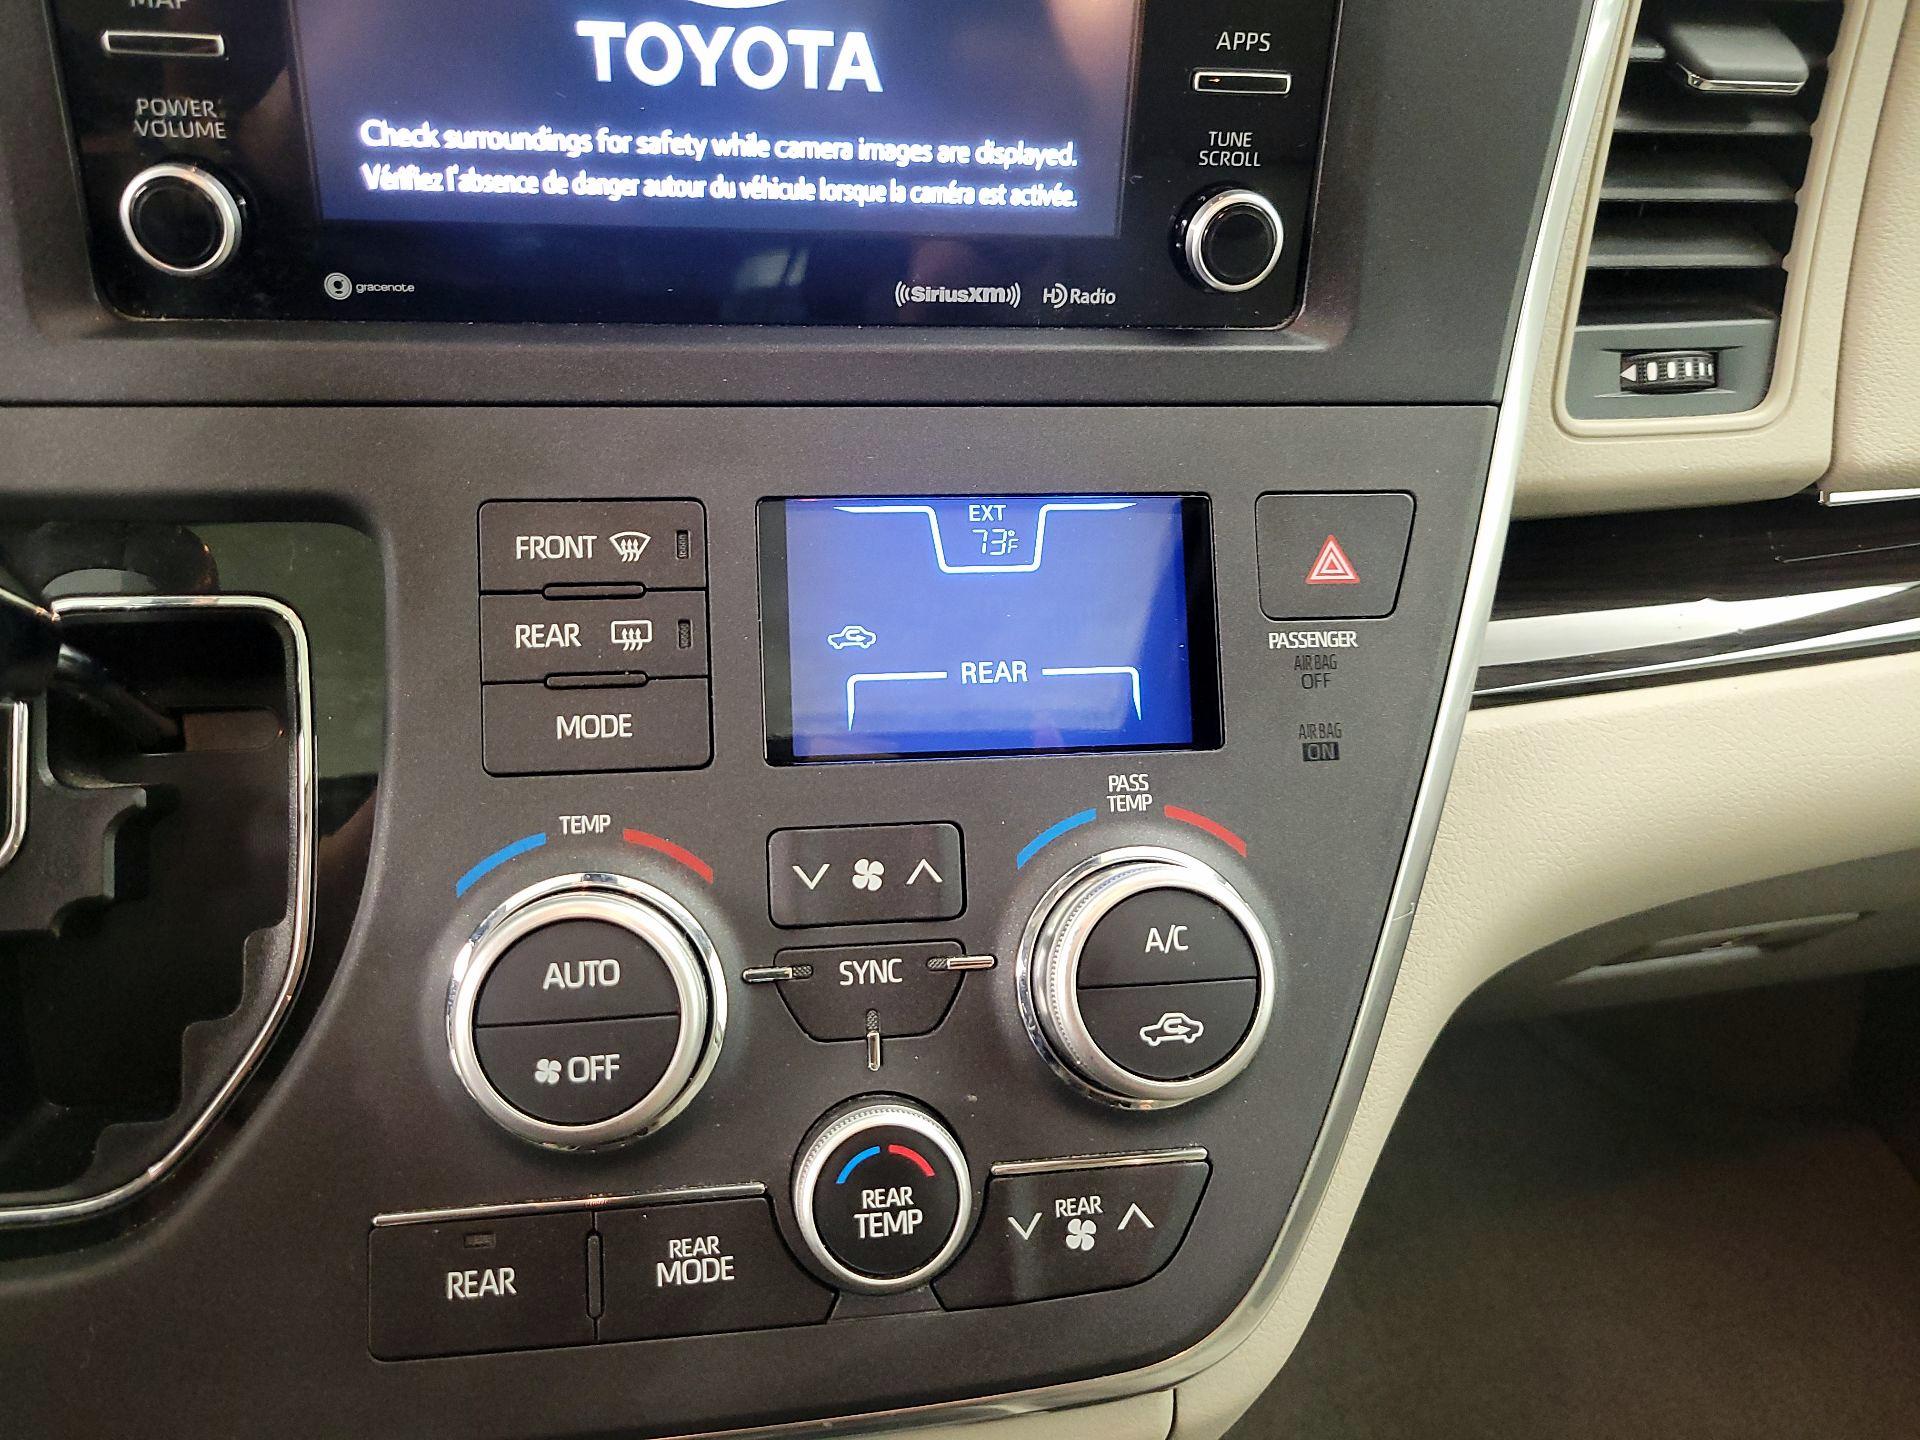 MAP
POWER
VOLUME
TOYOTA
Check surroundings for safety while camera images are displayed.
Vérifiez l'absence de danger autour du véhicule lorsque la caméra est activée.
gracenote
((SiriusXM))
HD Radio
APPS
TUNE
SCROLL
FRONT
REAR
MODE
EXT
73°F
REAR
PASSENGER
AIR BAG
OFF
AIR BAG
ON
TEMP
AUTO
OFF
SYNC
PASS
TEMP
A/C
REAR
REAR
MODE
REAR
TEMP
REAR